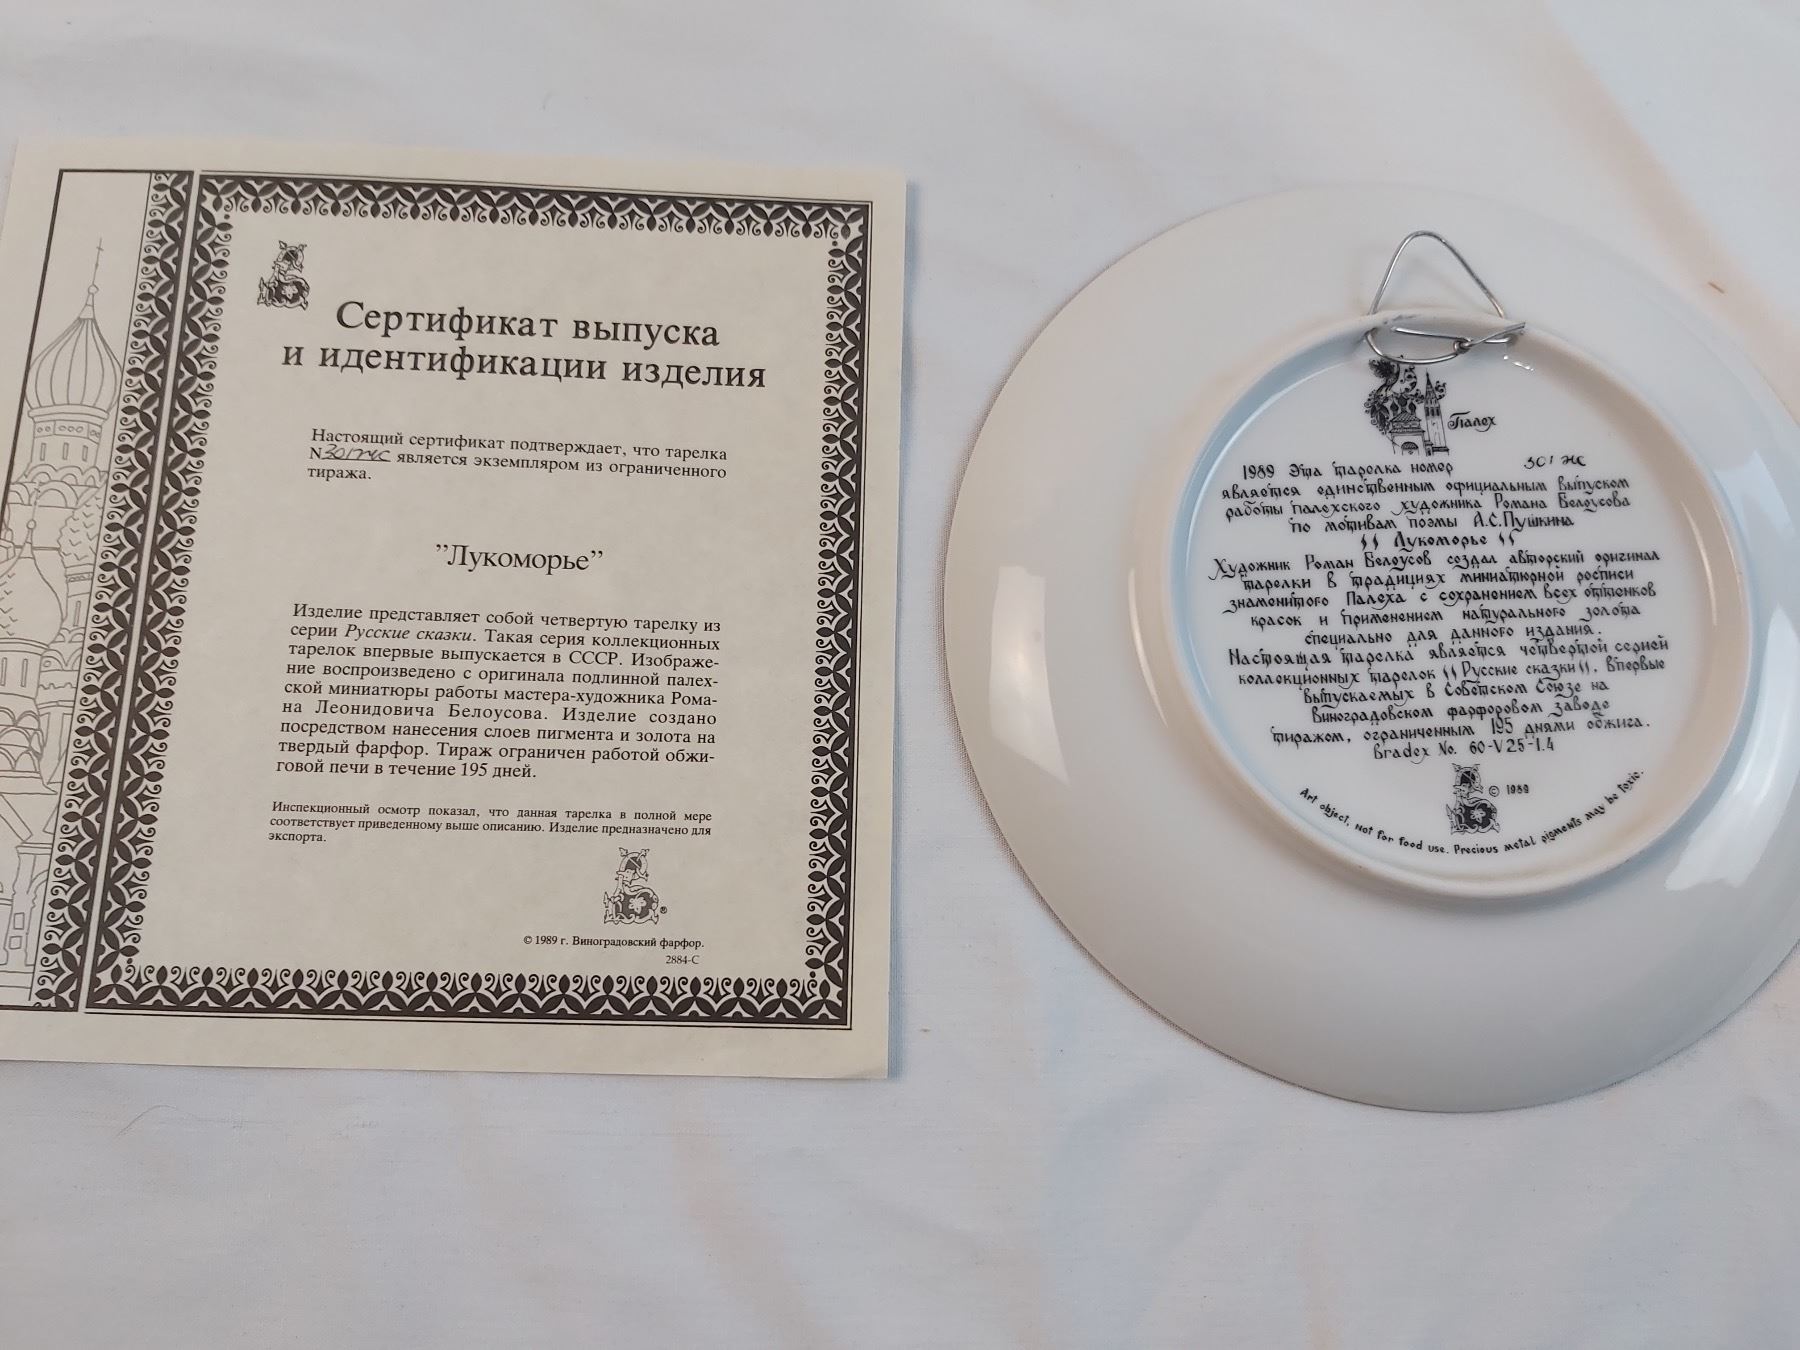 Сертификат выпуска
и идентификации изделия
Настоящий сертификат подтверждает, что тарелка
N 301 ж является экземпляром из ограниченного
тиража.
”Лукоморье”
Изделие представляет собой четвертую тарелку из
серии Русские сказки. Такая серия коллекционных
тарелок впервые выпускается в СССР. Изображе-
ние воспроизведено с оригинала подлинной палех-
ской миниатюры работы мастера-художника Рома-
на Леонидовича Белоусова. Изделие создано
посредством нанесения слоев пигмента и золота на
твердый фарфор. Тираж ограничен работой обжи-
говой печи в течение 195 дней.
Инспекционный осмотр показал, что данная тарелка в полной мере
соответствует приведенному выше описанию. Изделие предназначено для
экспорта.
®
© 1989 г. Виноградовский фарфор.
2884-C
Палех
1989 Эта тарелка номер 301 ж
является единственным официальным выпуском
работы палехского художника Романа Белоусова
по мотивам поэмы А.С.Пушкина
"Лукоморье"
Художник Роман Белоусов создал авторский оригинал
тарелки в традициях миниатюрной росписи
знаменитого Палеха с сохранением всех оттенков
красок и применением натурального золота
специально для данного издания.
Настоящая тарелка является четвертой серией
коллекционных тарелок "Русские сказки", впервые
выпускаемых в Советском Союзе на
Виноградовском фарфоровом заводе
тиражом, ограниченным 195 днями обжига.
Bradex No. 60-V25-1.4
© 1989
Art object, not for food use. Precious metal pigments may be toxic.